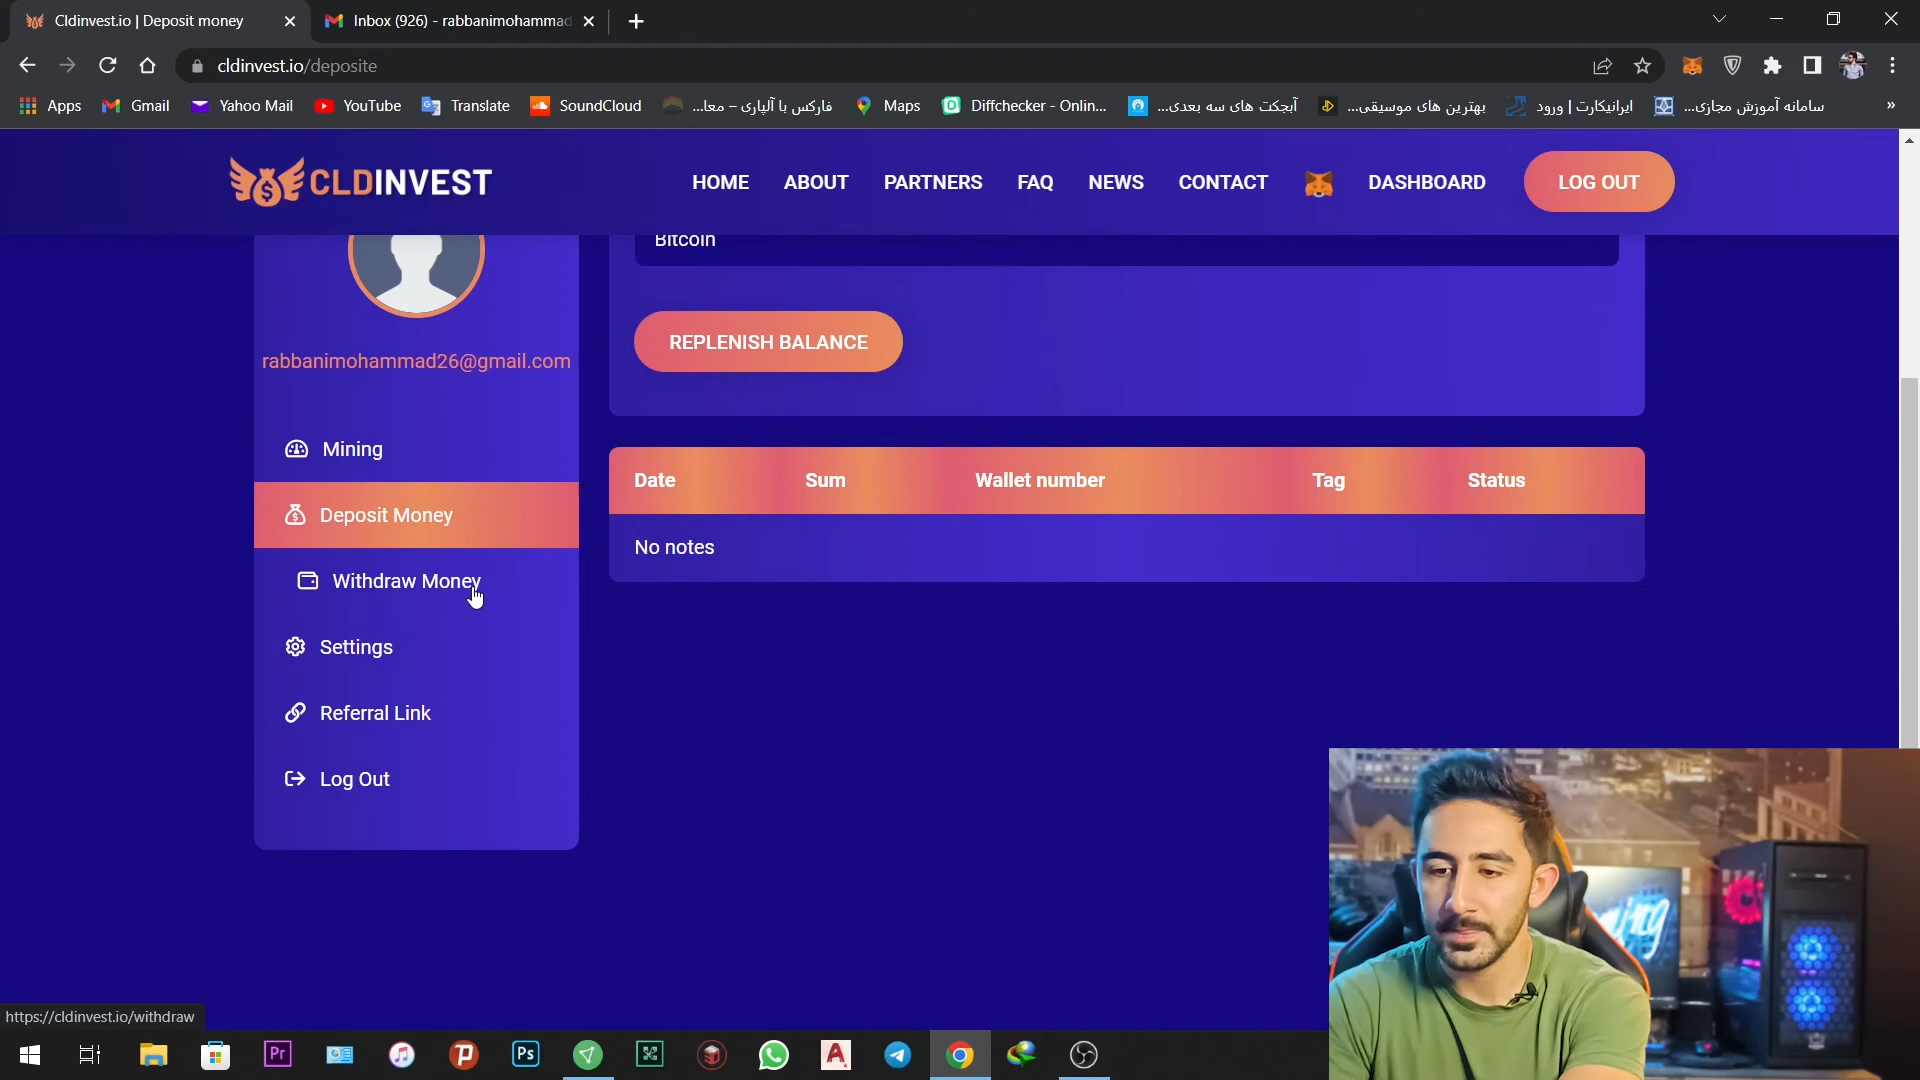 Cldinvest.io | Deposit money
Inbox (926) - rabbanimohammad
cldinvest.io/deposite
Apps
Gmail
Yahoo Mail
YouTube
Translate
SoundCloud
فارکس با آلپاری – معا...
Maps
Diffchecker - Onlin...
آبجکت های سه بعدی...
بهترین های موسیقی...
ایرانیکارت | ورود
سامانه آموزش مجازی...
»
CLDINVEST
HOME
ABOUT
PARTNERS
FAQ
NEWS
CONTACT
DASHBOARD
LOG OUT
Bitcoin
REPLENISH BALANCE
rabbanimohammad26@gmail.com
Mining
Deposit Money
Withdraw Money
Settings
Referral Link
Log Out
Date Sum Wallet number Tag Status
No notes
https://cldinvest.io/withdraw
Pr
Ps